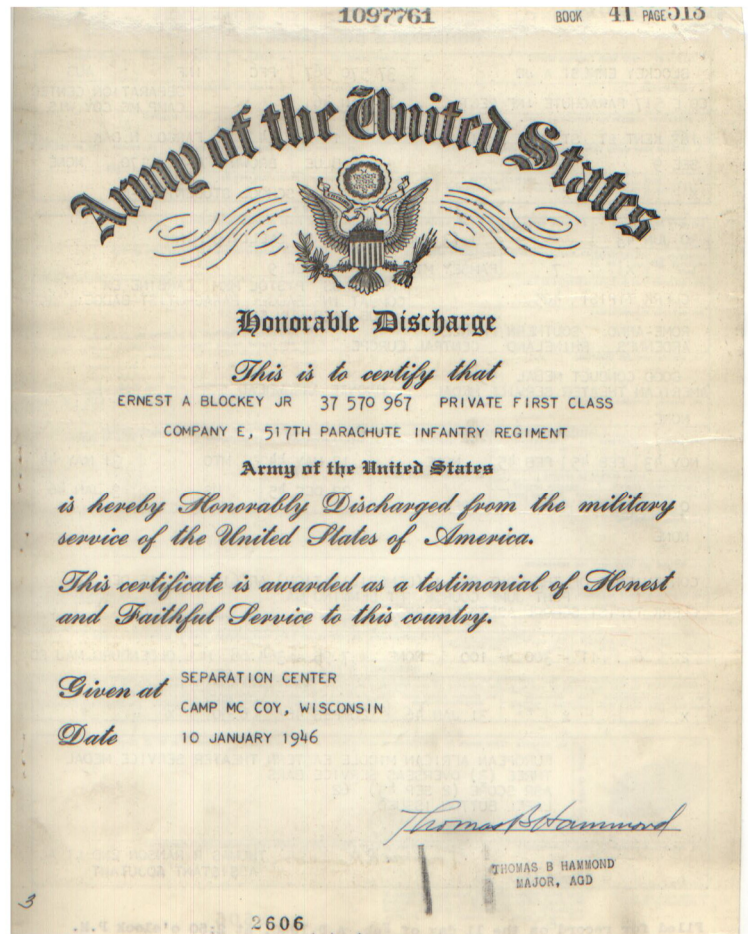 1097761
BOOK 41 PAGE 513
Army of the United States
Honorable Discharge
This is to certify that
ERNEST A BLOCKEY JR 37 570 967 PRIVATE FIRST CLASS
COMPANY E, 517TH PARACHUTE INFANTRY REGIMENT
Army of the United States
is hereby Honorably Discharged from the military
service of the United States of America.
This certificate is awarded as a testimonial of Honest
and Faithful Service to this country.
Given at SEPARATION CENTER
CAMP MC COY, WISCONSIN
Date 10 JANUARY 1946
Thomas B Hammond
THOMAS B HAMMOND
MAJOR, AGD
3
2606